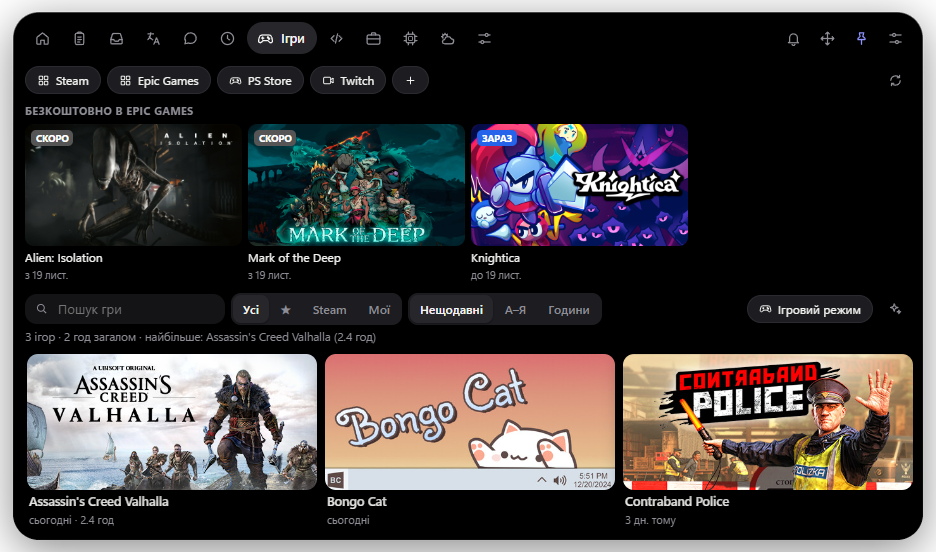 Ігри
Steam
Epic Games
PS Store
Twitch
+
БЕЗКОШТОВНО В EPIC GAMES
СКОРО
ALIEN
ISOLATION
СКОРО
MARK OF THE DEEP
ЗАРАЗ
Knightica
Alien: Isolation
з 19 лист.
Mark of the Deep
з 19 лист.
Knightica
до 19 лист.
Пошук гри
Усі
★
Steam
Мої
Нещодавні
А–Я
Години
Ігровий режим
3 ігор · 2 год загалом · найбільше: Assassin's Creed Valhalla (2.4 год)
A UBISOFT ORIGINAL
ASSASSIN'S
CREED
VALHALLA
Bongo Cat
BC
5:51 PM
12/20/2024
CONTRABAND
POLICE
Assassin's Creed Valhalla
сьогодні · 2.4 год
Bongo Cat
сьогодні
Contraband Police
3 дн. тому